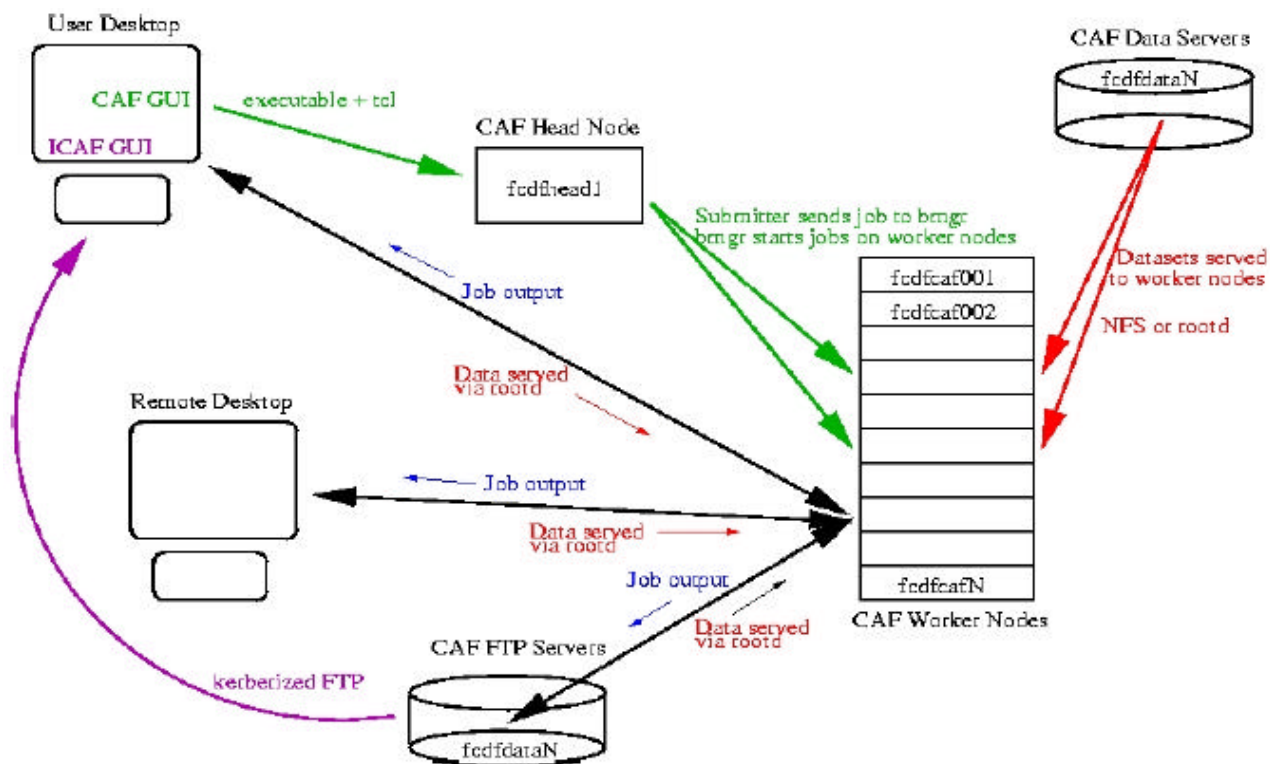 User Desktop
CAF GUI
ICAF GUI
executable + tcl
CAF Head Node
fcdfhead1
CAF Data Servers
fcdfdataN
Submitter sends job to bmgr
bmgr starts jobs on worker nodes
Datasets served
to worker nodes
NFS or rootd
fcdfcaf001
fcdfcaf002
fcdfcafN
CAF Worker Nodes
Job output
Data served
via rootd
Remote Desktop
Job output
Data served
via rootd
Job output
Data served
via rootd
CAF FTP Servers
kerberized FTP
fcdfdataN